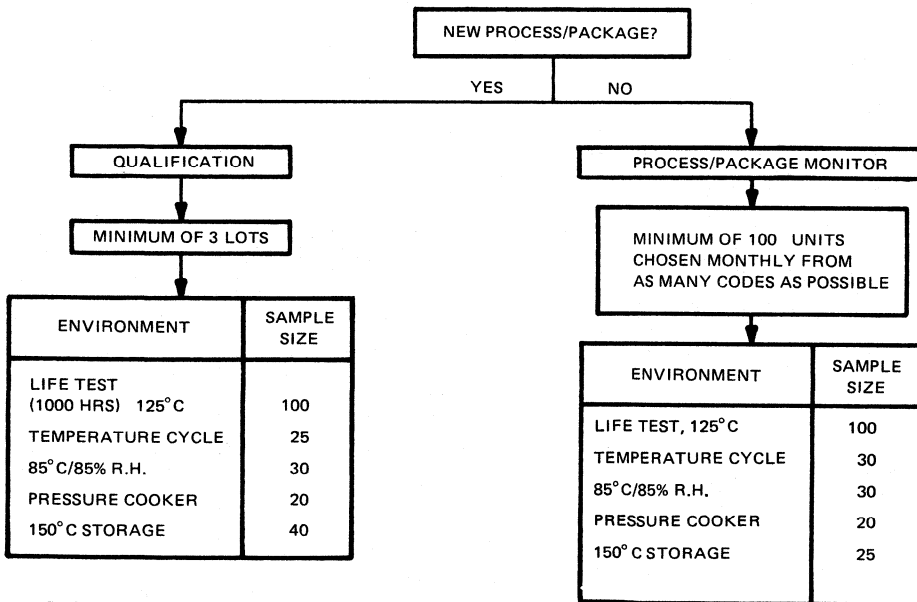 NEW PROCESS/PACKAGE?
YES NO
QUALIFICATION
MINIMUM OF 3 LOTS
ENVIRONMENT SAMPLE
SIZE
LIFE TEST
(1000 HRS) 125°C 100
TEMPERATURE CYCLE 25
85°C/85% R.H. 30
PRESSURE COOKER 20
150°C STORAGE 40
PROCESS/PACKAGE MONITOR
MINIMUM OF 100 UNITS
CHOSEN MONTHLY FROM
AS MANY CODES AS POSSIBLE
ENVIRONMENT SAMPLE
SIZE
LIFE TEST, 125°C 100
TEMPERATURE CYCLE 30
85°C/85% R.H. 30
PRESSURE COOKER 20
150°C STORAGE 25